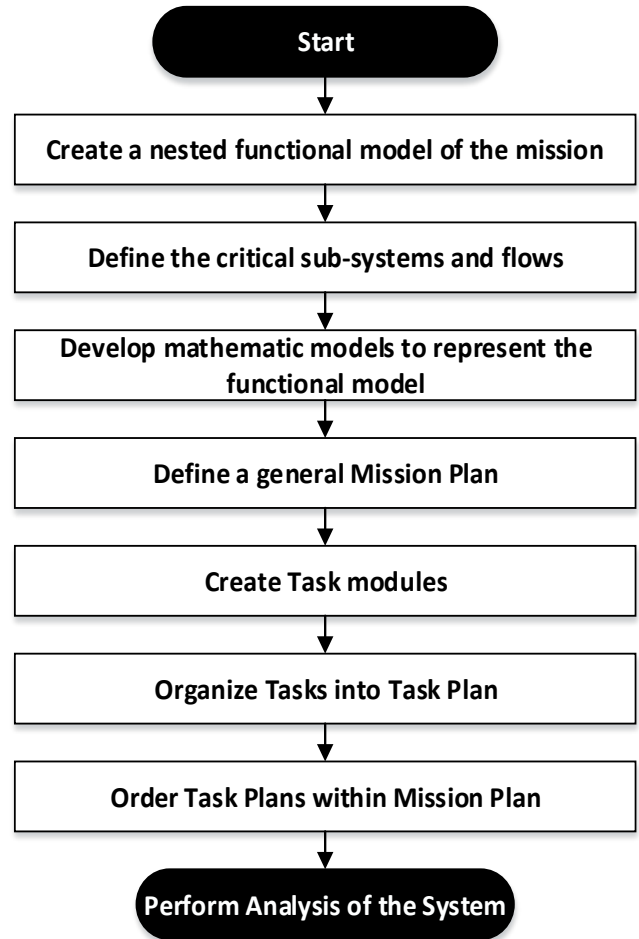 Start
Create a nested functional model of the mission
Define the critical sub-systems and flows
Develop mathematic models to represent the
functional model
Define a general Mission Plan
Create Task modules
Organize Tasks into Task Plan
Order Task Plans within Mission Plan
Perform Analysis of the System